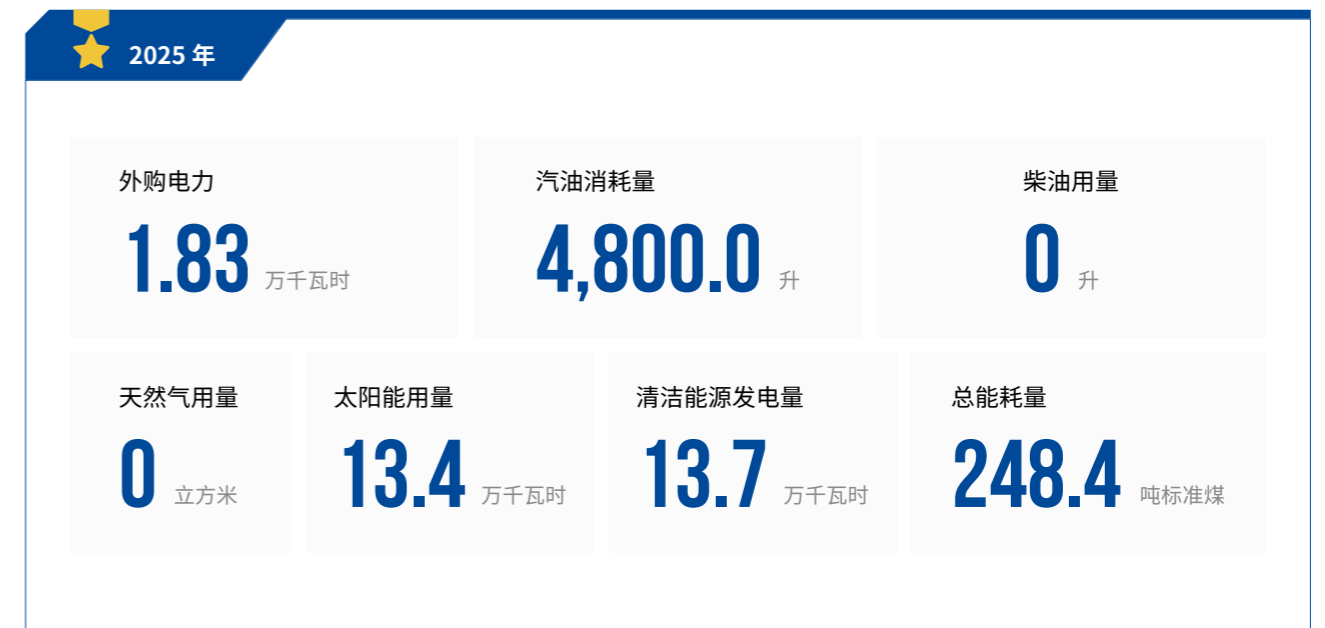 2025 年
外购电力
1.83 万千瓦时
汽油消耗量
4,800.0 升
柴油用量
0 升
天然气用量
0 立方米
太阳能用量
13.4 万千瓦时
清洁能源发电量
13.7 万千瓦时
总能耗量
248.4 吨标准煤